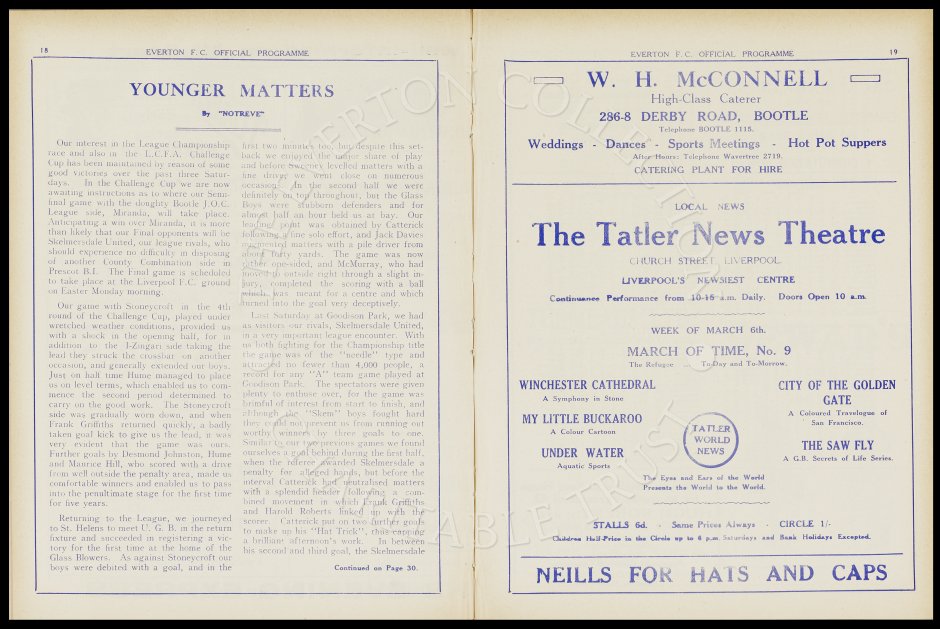 18
EVERTON F.C. OFFICIAL PROGRAMME
YOUNGER MATTERS
By "NOTREVE"
Our interest in the League Championship
race and also in the L.C.F.A. Challenge
Cup has been maintained by reason of some
good victories over the past three Satur-
days. In the Challenge Cup we are now
awaiting instructions as to where our Semi-
final game with the doughty Bootle J.O.C.
League side, Miranda, will take place.
Anticipating a win over Miranda, it is more
than likely that our Final opponents will be
Skelmersdale United, our league rivals, who
should experience no difficulty in disposing
of another County Combination side in
Prescot B.I. The Final game is scheduled
to take place at the Liverpool F.C. ground
on Easter Monday morning.
Our game with Stoneycroft in the 4th
round of the Challenge Cup, played under
wretched weather conditions, provided us
with a shock in the opening half, for in
addition to the I-Zingari side taking the
lead they struck the crossbar on another
occasion, and generally extended our boys.
Just on half time Hume managed to place
us on level terms, which enabled us to com-
mence the second period determined to
carry on the good work. The Stoneycroft
side was gradually worn down, and when
Frank Griffiths returned quickly, a badly
taken goal kick to give us the lead, it was
very evident that the game was ours.
Further goals by Desmond Johnston, Hume
and Maurice Hill, who scored with a drive
from well outside the penalty area, made us
comfortable winners and enabled us to pass
into the penultimate stage for the first time
for five years.
Returning to the League, we journeyed
to St. Helens to meet U. G. B. in the return
fixture and succeeded in registering a vic-
tory for the first time at the home of the
Glass Blowers. As against Stoneycroft our
boys were debited with a goal, and in the
first two minutes too, but despite this set-
back we enjoyed the major share of play
and before Sweeney levelled matters with a
fine drive we went close on numerous
occasions. In the second half we were
definitely on top throughout, but the Glass
Boys were stubborn defenders and for
almost half an hour held us at bay. Our
leading point was obtained by Catterick
following a fine solo effort, and Jack Davies
augmented matters with a pile driver from
about forty yards. The game was now
rather one-sided, and McMurray, who had
moved to outside right through a slight in-
jury, completed the scoring with a ball
which was meant for a centre and which
turned into the goal very deceptively.
Last Saturday at Goodison Park, we had
as visitors our rivals, Skelmersdale United,
in a very important league encounter. With
us both fighting for the Championship title
the game was of the "needle" type and
attracted no fewer than 4,000 people, a
record for any "A" team game played at
Goodison Park. The spectators were given
plenty to enthuse over, for the game was
brimful of interest from start to finish, and
although the "Skem" boys fought hard
they could not prevent us from running out
worthy winners by three goals to one.
Similar to our two previous games we found
ourselves a goal behind during the first half,
when the referee awarded Skelmersdale a
penalty for alleged hands, but before the
interval Catterick had neutralised matters
with a splendid header following a com-
bined movement in which Frank Griffiths
and Harold Roberts linked up with the
scorer. Catterick put on two further goals
to make up his "Hat Trick", thus capping
a brilliant afternoon's work. In between
his second and third goal, the Skelmersdale
Continued on Page 30.
EVERTON F.C. OFFICIAL PROGRAMME
19
W. H. McCONNELL
High-Class Caterer
286-8 DERBY ROAD, BOOTLE
Telephone BOOTLE 1115.
Weddings - Dances - Sports Meetings - Hot Pot Suppers
After Hours: Telephone Wavertree 2719.
CATERING PLANT FOR HIRE
LOCAL NEWS
The Tatler News Theatre
CHURCH STREET, LIVERPOOL
LIVERPOOL'S NEWSIEST CENTRE
Continuance Performance from 10-15 a.m. Daily. Doors Open 10 a.m.
WEEK OF MARCH 6th.
MARCH OF TIME, No. 9
The Refugee ... To-Day and To-Morrow.
WINCHESTER CATHEDRAL
A Symphony in Stone
MY LITTLE BUCKAROO
A Colour Cartoon
UNDER WATER
Aquatic Sports
TATLER
WORLD
NEWS
CITY OF THE GOLDEN
GATE
A Coloured Travelogue of
San Francisco.
THE SAW FLY
A G.B. Secrets of Life Series.
The Eyes and Ears of the World
Presents the World to the World.
STALLS 6d. - Same Prices Always - CIRCLE 1/-
Children Half-Price in the Circle up to 6 p.m. Saturdays and Bank Holidays Excepted.
NEILLS FOR HATS AND CAPS